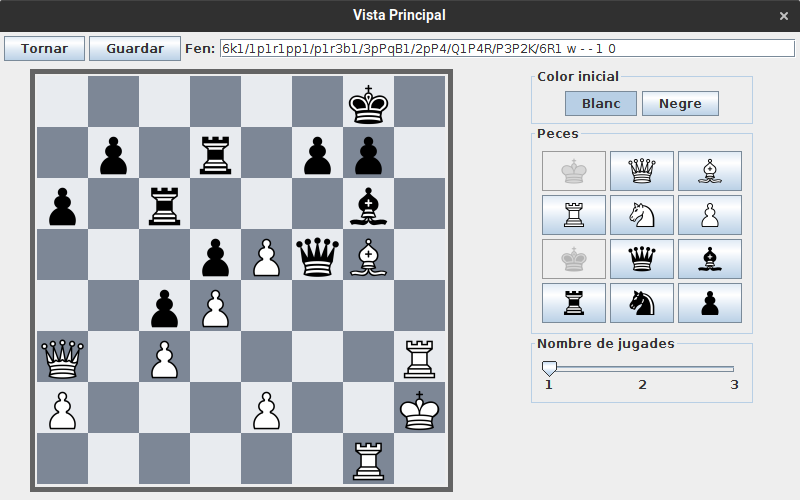 Vista Principal
Tornar Guardar Fen: 6k1/1p1r1pp1/p1r3b1/3pPqB1/2pP4/Q1P4R/P3P2K/6R1 w - - 1 0
Color inicial
Blanc Negre
Peces
Nombre de jugades
1 2 3